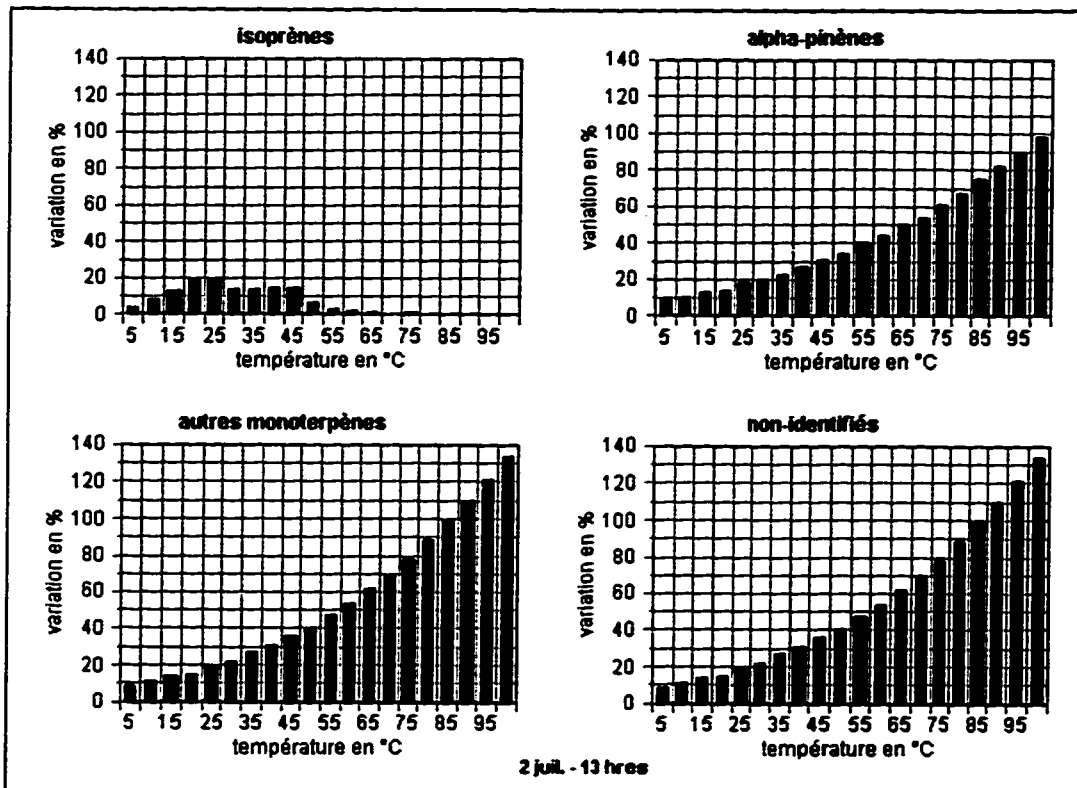 isoprènes
140
120
100
80
60
40
20
0
variation en %
5 15 25 35 45 55 65 75 85 95
température en °C
alpha-pinènes
140
120
100
80
60
40
20
0
variation en %
5 15 25 35 45 55 65 75 85 95
température en °C
autres monoterpènes
140
120
100
80
60
40
20
0
variation en %
5 15 25 35 45 55 65 75 85 95
température en °C
non-identifiés
140
120
100
80
60
40
20
0
variation en %
5 15 25 35 45 55 65 75 85 95
température en °C
2 juil. - 13 hres